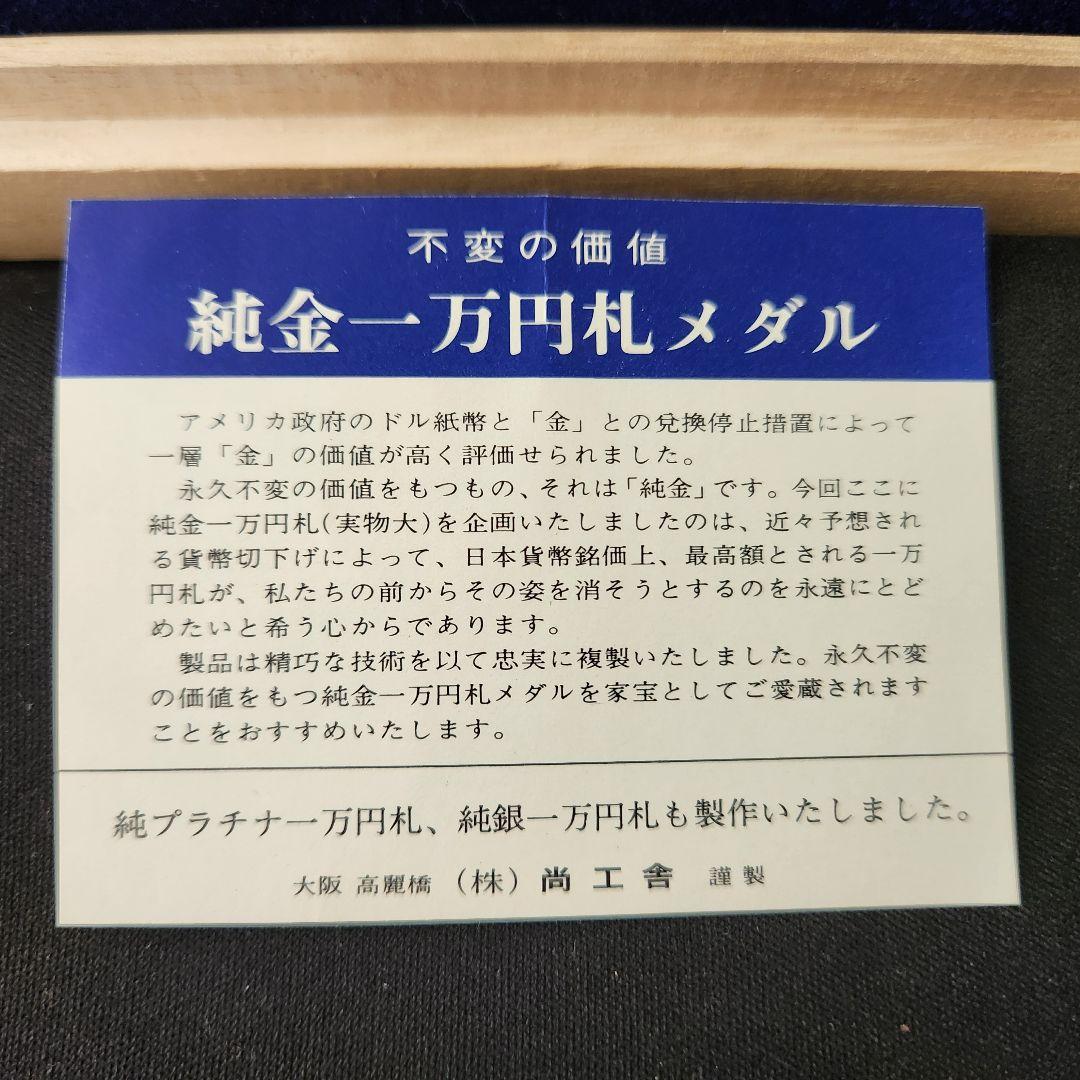 不変の価値
純金一万円札メダル
アメリカ政府のドル紙幣と「金」との兌換停止措置によって
一層「金」の価値が高く評価せられました。
永久不変の価値をもつもの、それは「純金」です。今回ここに
純金一万円札(実物大)を企画いたしましたのは、近々予想され
る貨幣切下げによって、日本貨幣銘価上、最高額とされる一万
円札が、私たちの前からその姿を消そうとするのを永遠にとど
めたいと希う心からであります。
製品は精巧な技術を以て忠実に複製いたしました。永久不変
の価値をもつ純金一万円札メダルを家宝としてご愛蔵されます
ことをおすすめいたします。
純プラチナ一万円札、純銀一万円札も製作いたしました。
大阪 高麗橋 (株) 尚工舎 謹製